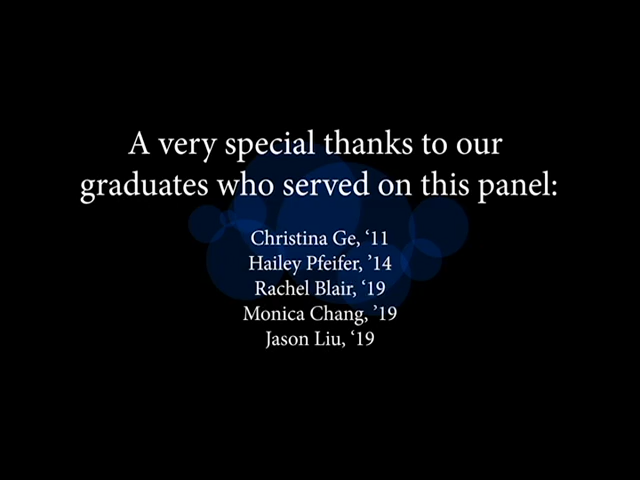 A very special thanks to our
graduates who served on this panel:
Christina Ge, ‘11
Hailey Pfeifer, ’14
Rachel Blair, ‘19
Monica Chang, ’19
Jason Liu, ‘19